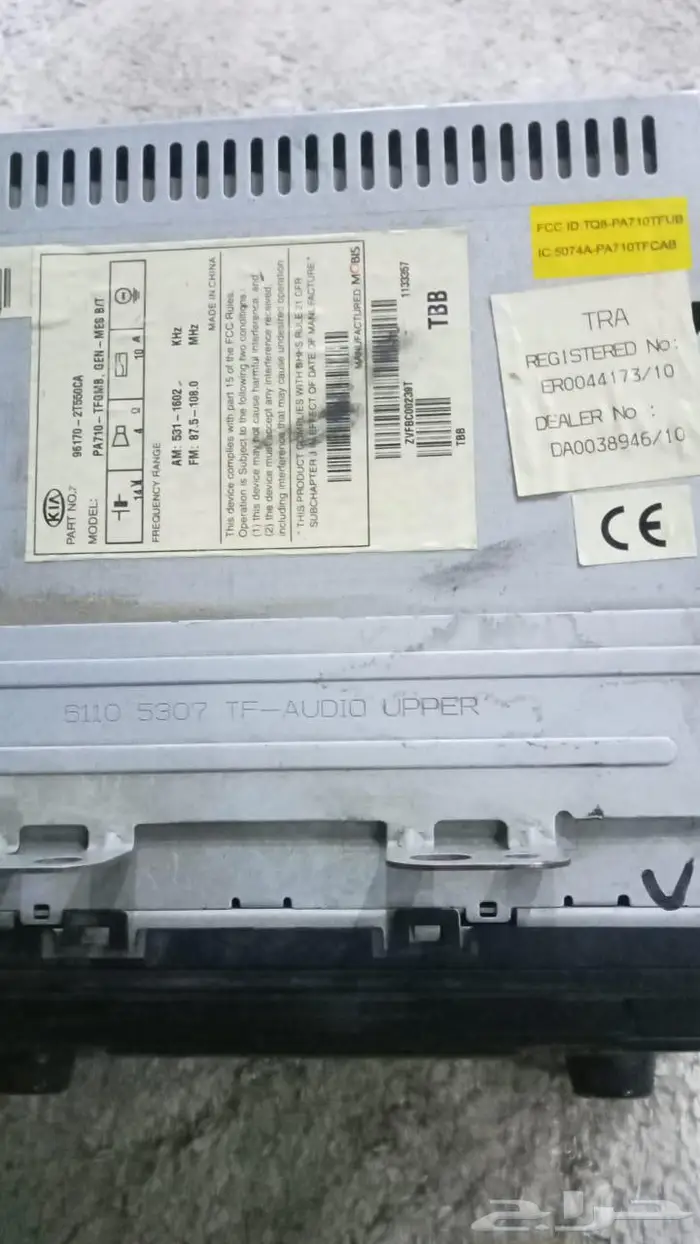 KIA
PART NO.:
96170-2T550CA
MODEL:
PA710-TFGMB, GEN-MES B/T
14V
4 Ω
10 A
FREQUENCY RANGE
AM: 531-1602 KHz
FM: 87.5-108.0 MHz
MADE IN CHINA
This device complies with part 15 of the FCC Rules.
Operation is Subject to the following two conditions.
(1) this device may not cause harmful interference, and
(2) the device must accept any interference received,
including interference that may cause undesired operation
* THIS PRODUCT COMPLIES WITH DHHS RULE 21 CFR
SUBCHAPTER J IN EFFECT OF DATE OF MANUFACTURE*
MANUFACTURED MOBIS
1133357
TBB
TBB
FCC ID:TQ8-PA710TFUB
IC:5074A-PA710TFCAB
TRA
REGISTERED No:
ER0044173/10
DEALER No :
DA0038946/10
CE
5307 TF-AUDIO UPPER
V
حراج